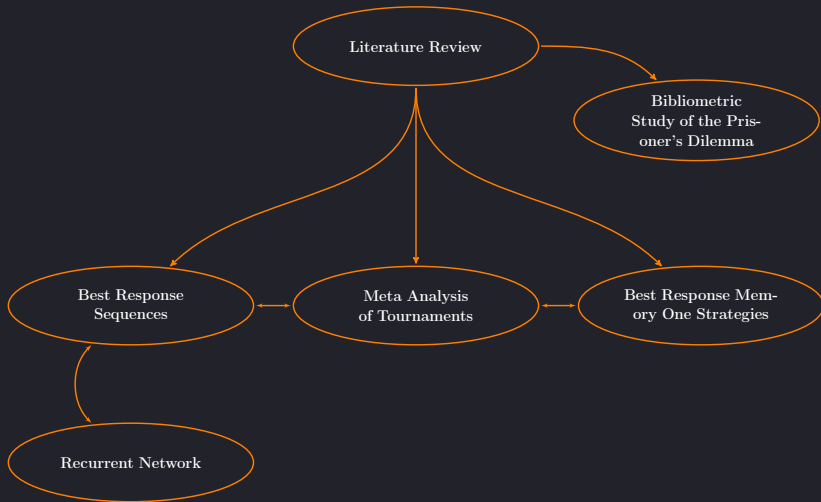 Literature Review
Bibliometric
Study of the Pris-
oner's Dilemma
Best Response
Sequences
Meta Analysis
of Tournaments
Best Response Mem-
ory One Strategies
Recurrent Network